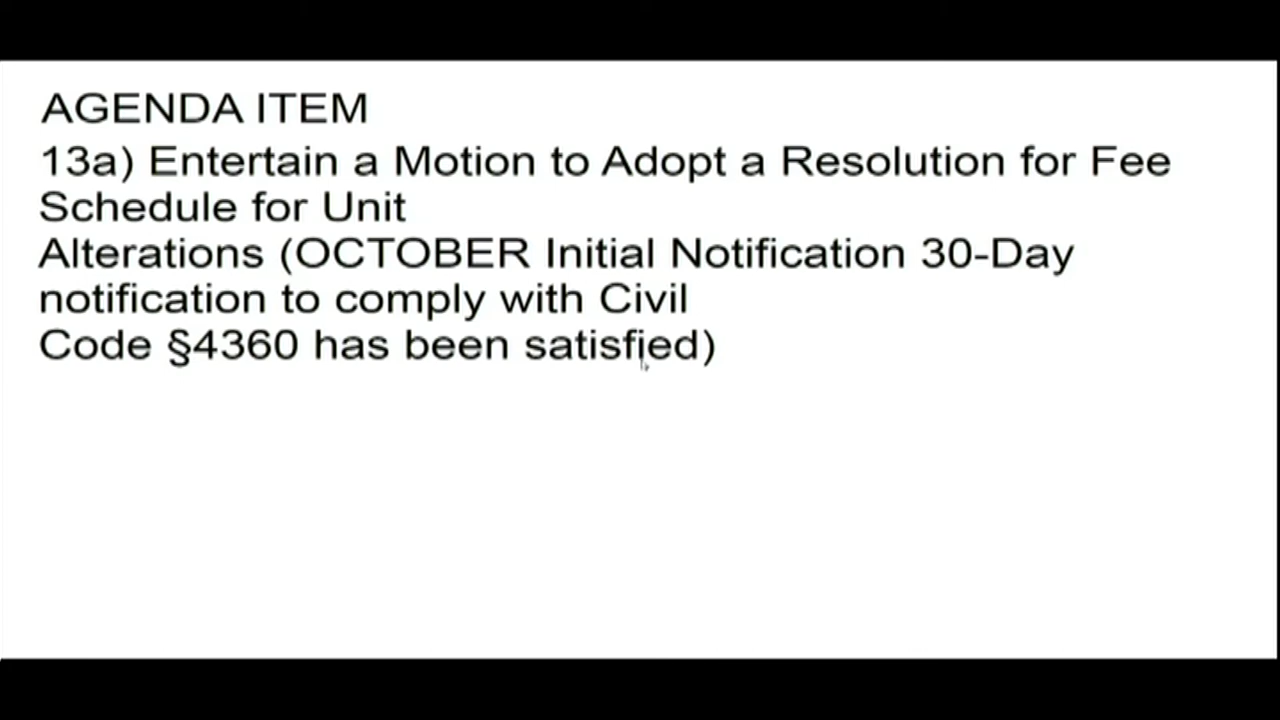 AGENDA ITEM
13a) Entertain a Motion to Adopt a Resolution for Fee
Schedule for Unit
Alterations (OCTOBER Initial Notification 30-Day
notification to comply with Civil
Code §4360 has been satisfied)